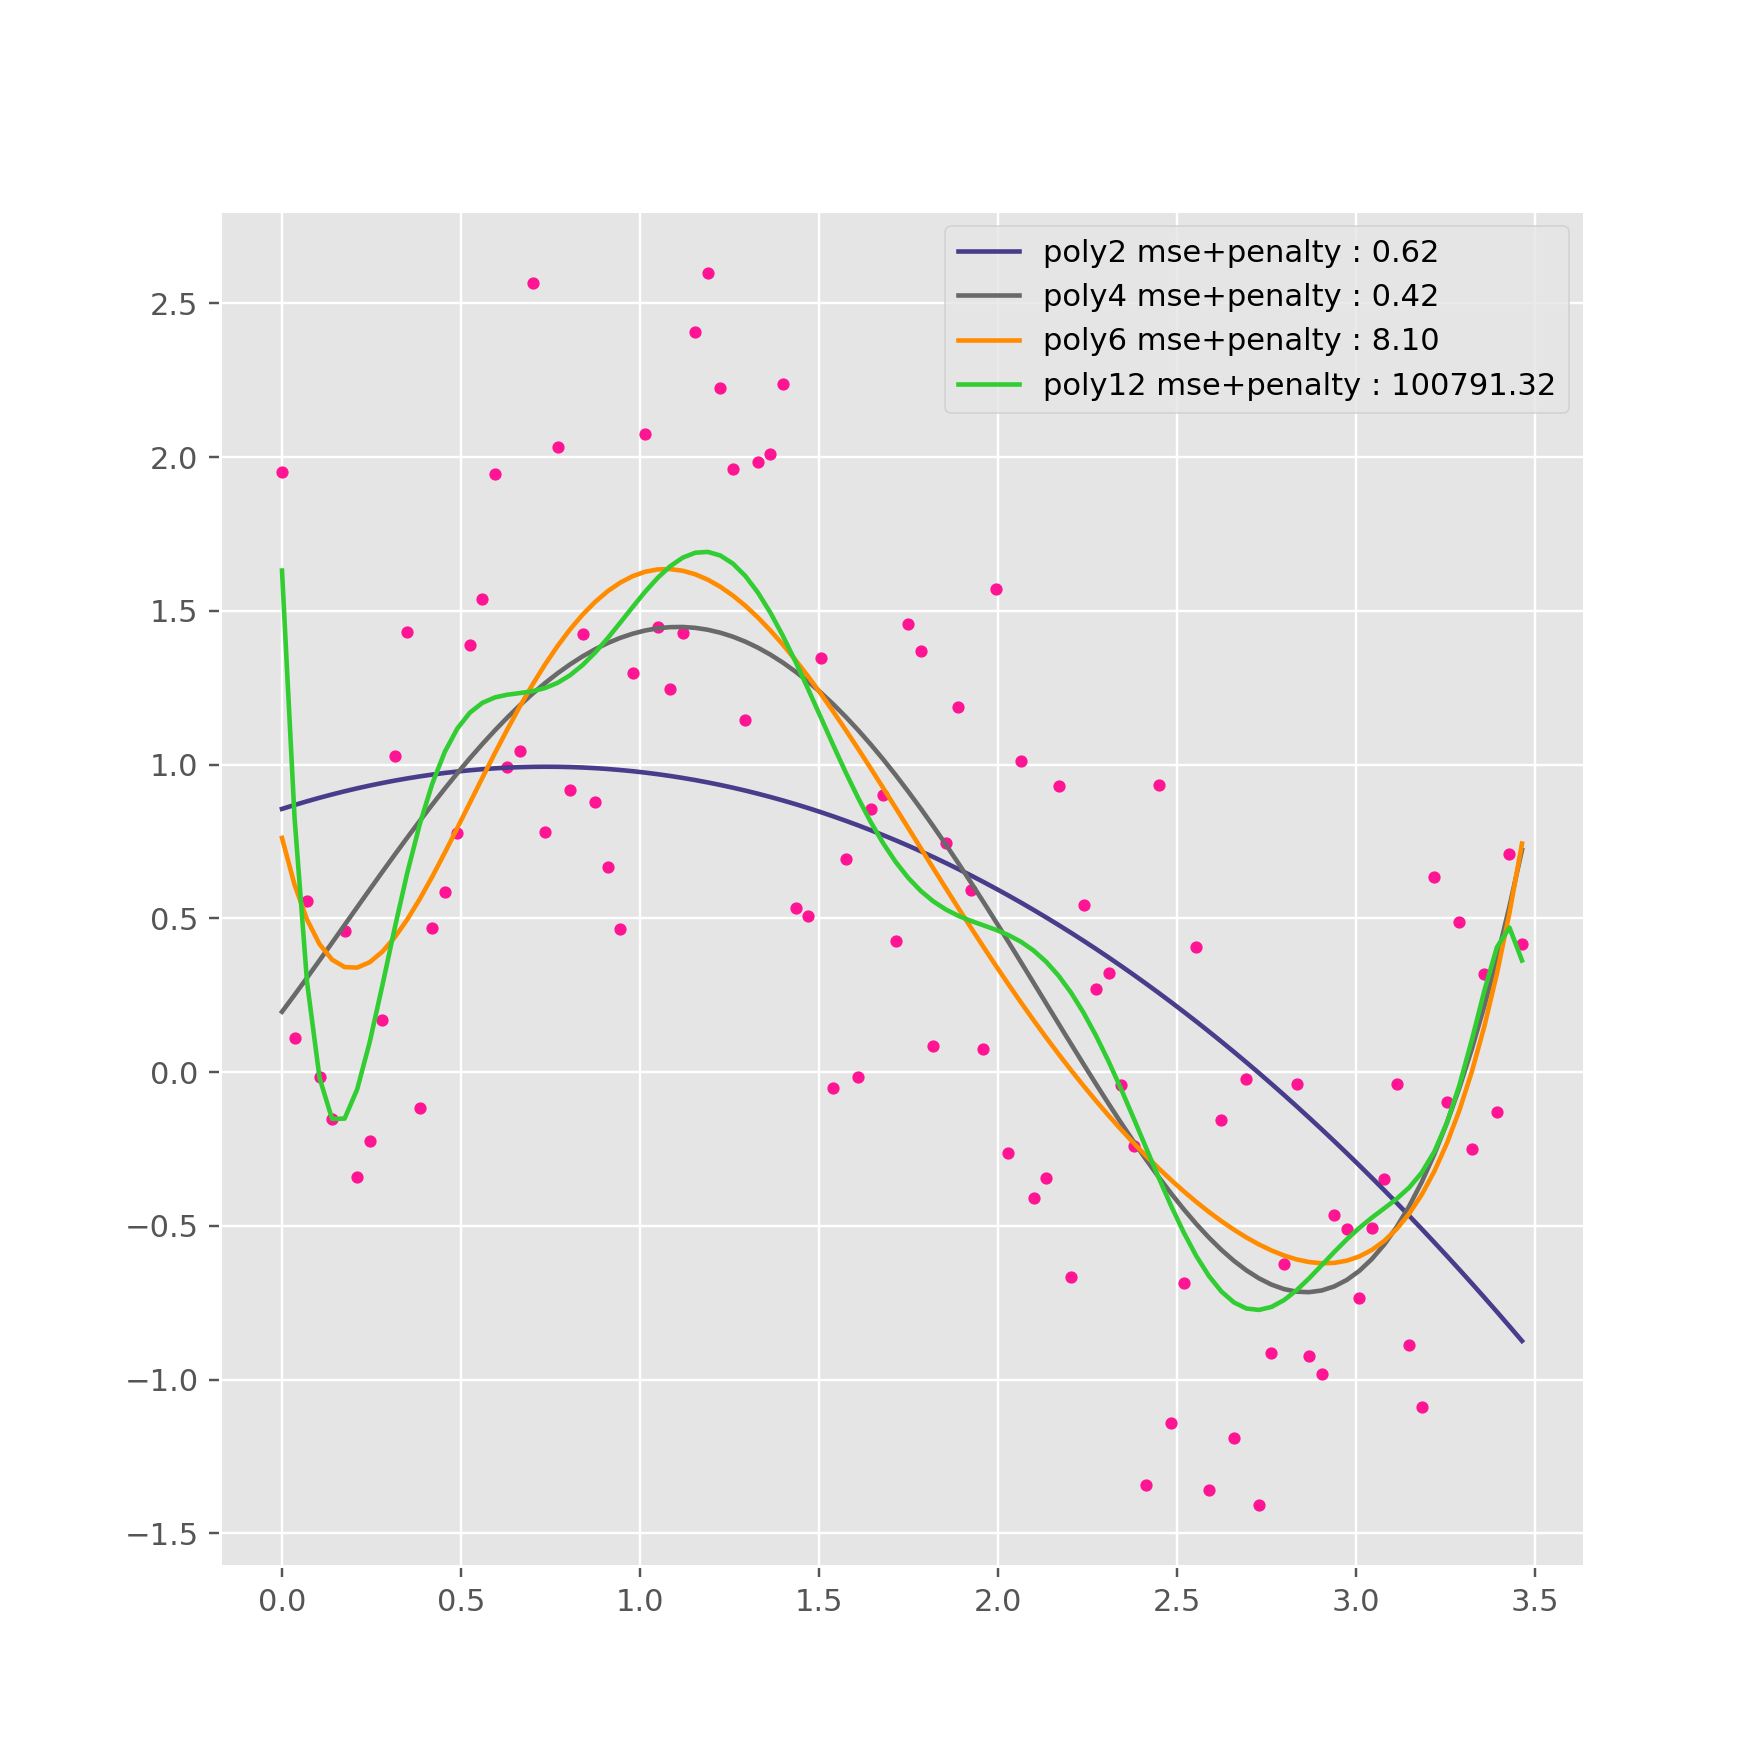 poly2 mse+penalty : 0.62
poly4 mse+penalty : 0.42
poly6 mse+penalty : 8.10
poly12 mse+penalty : 100791.32
2.5
2.0
1.5
1.0
0.5
0.0
−0.5
−1.0
−1.5
0.0 0.5 1.0 1.5 2.0 2.5 3.0 3.5